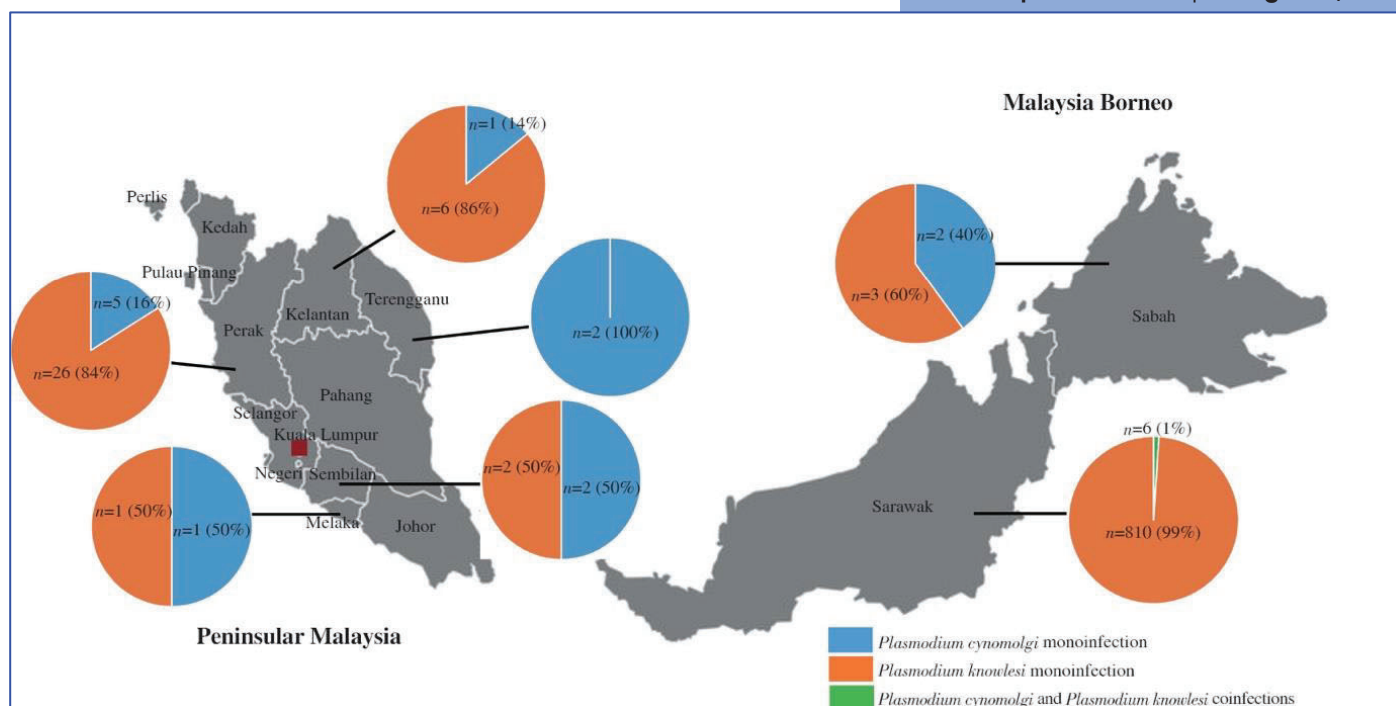 Malaysia Borneo
n=1 (14%)
n=6 (86%)
Perlis
Kedah
Pulau Pinang
n=5 (16%)
n=26 (84%)
Perak
Kelantan
Terengganu
n=2 (100%)
n=2 (40%)
n=3 (60%)
Sabah
Pahang
Selangor
Kuala Lumpur
Negeri Sembilan
n=2 (50%)
n=2 (50%)
n=1 (50%)
n=1 (50%)
Melaka
Johor
n=6 (1%)
Sarawak
n=810 (99%)
Peninsular Malaysia
Plasmodium cynomolgi monoinfection
Plasmodium knowlesi monoinfection
Plasmodium cynomolgi and Plasmodium knowlesi coinfections